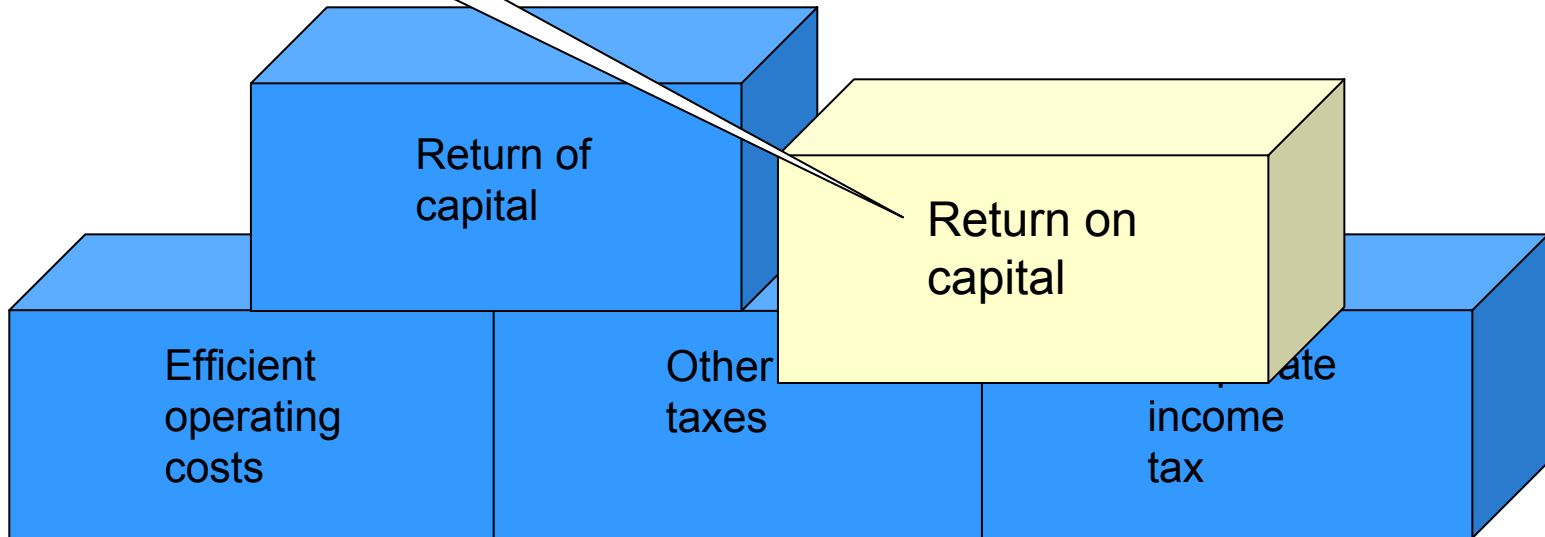 Return of
capital
Return on
capital
Efficient
operating
costs
Other
taxes
income
tax